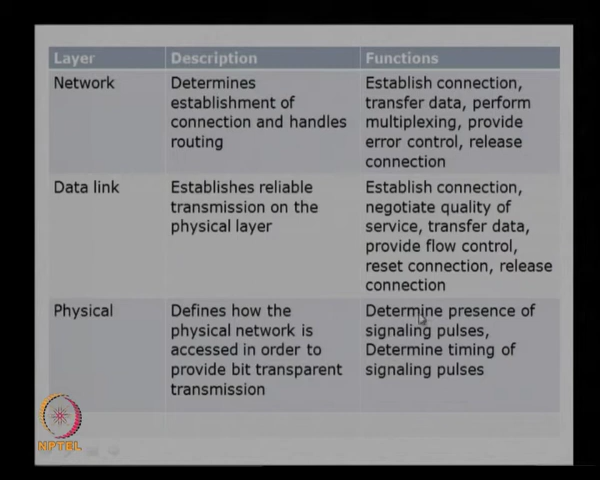 Layer Description Functions
Network Determines Establish connection,
establishment of transfer data, perform
connection and handles multiplexing, provide
routing error control, release
connection
Data link Establishes reliable Establish connection,
transmission on the negotiate quality of
physical layer service, transfer data,
provide flow control,
reset connection, release
connection
Physical Defines how the Determine presence of
physical network is signaling pulses,
accessed in order to Determine timing of
provide bit transparent signaling pulses
transmission
NPTEL